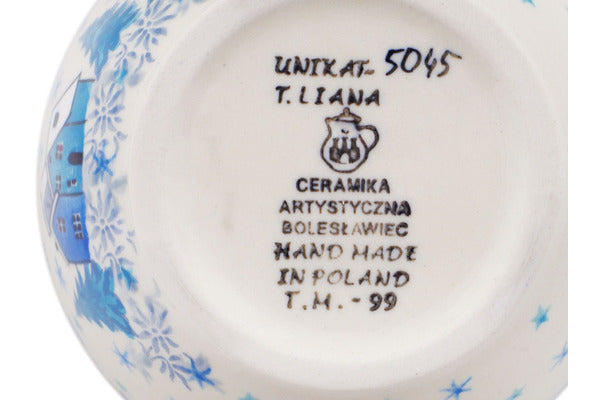 UNIKAT-5045
T. LIANA
CERAMIKA
ARTYSTYCZNA
BOLESŁAWIEC
HAND MADE
IN POLAND
T.M.-99